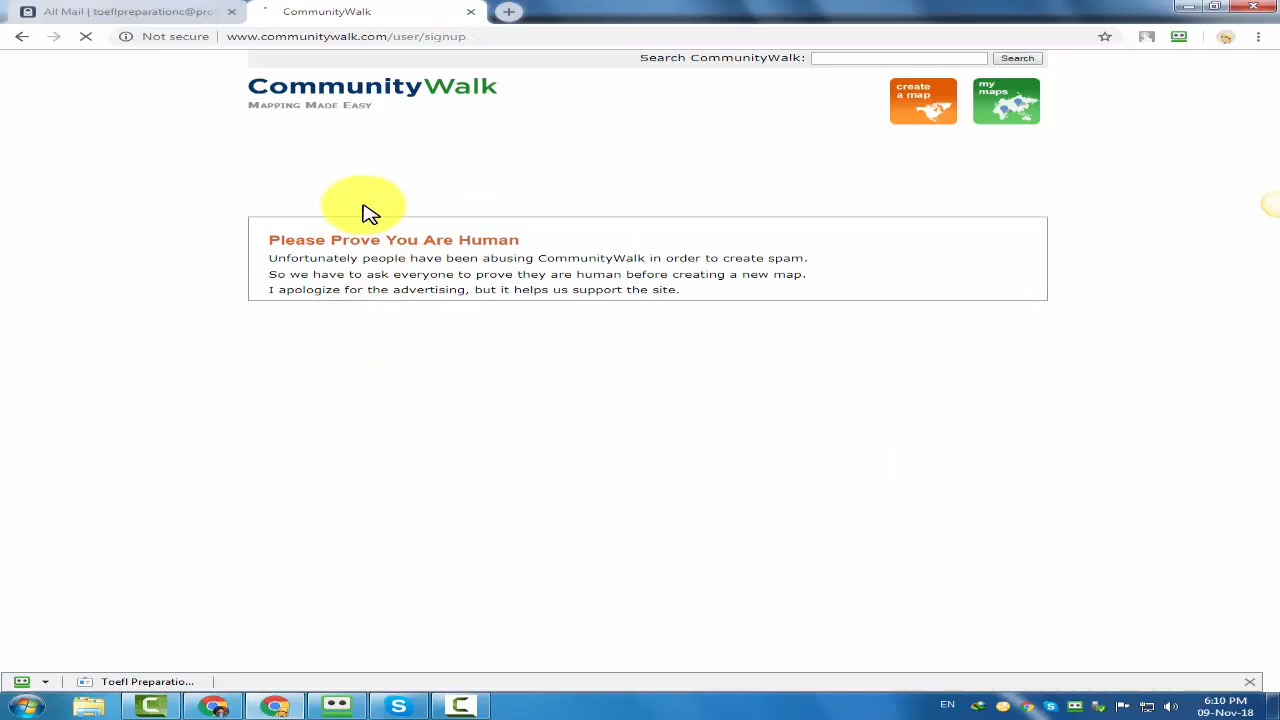 All Mail | toeflpreparationc@pro
CommunityWalk
Not secure | www.communitywalk.com/user/signup
Search CommunityWalk:
Search
CommunityWalk
Mapping Made Easy
create a map
my maps
Please Prove You Are Human
Unfortunately people have been abusing CommunityWalk in order to create spam.
So we have to ask everyone to prove they are human before creating a new map.
I apologize for the advertising, but it helps us support the site.
Toefl Preparatio...
EN
6:10 PM
09-Nov-18